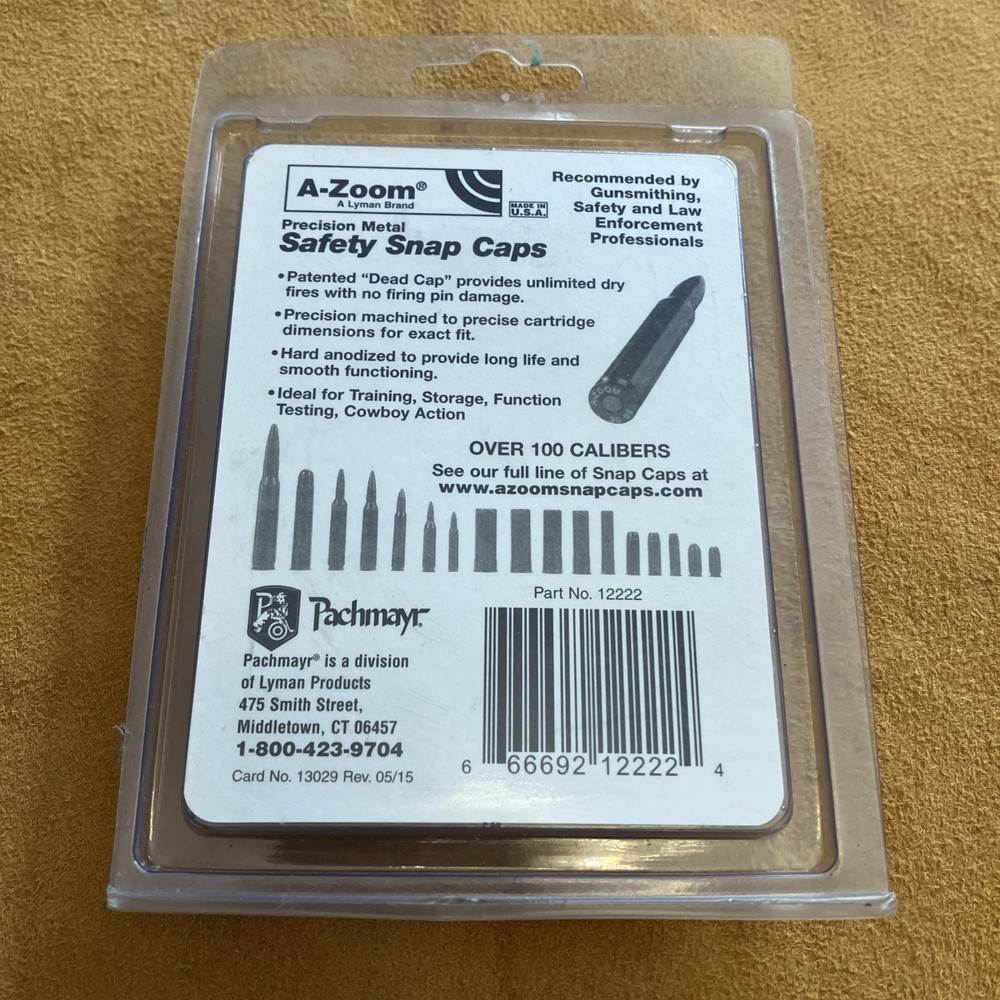 A-Zoom®
A Lyman Brand
MADE IN
U.S.A.
Recommended by
Gunsmithing,
Safety and Law
Enforcement
Professionals
Precision Metal
Safety Snap Caps
•Patented “Dead Cap” provides unlimited dry
fires with no firing pin damage.
•Precision machined to precise cartridge
dimensions for exact fit.
•Hard anodized to provide long life and
smooth functioning.
•Ideal for Training, Storage, Function
Testing, Cowboy Action
A-ZOOM
OVER 100 CALIBERS
See our full line of Snap Caps at
www.azoomsnapcaps.com
Part No. 12222
P
Pachmayr
Pachmayr® is a division
of Lyman Products
475 Smith Street,
Middletown, CT 06457
1-800-423-9704
Card No. 13029 Rev. 05/15
6 66692 12222 4